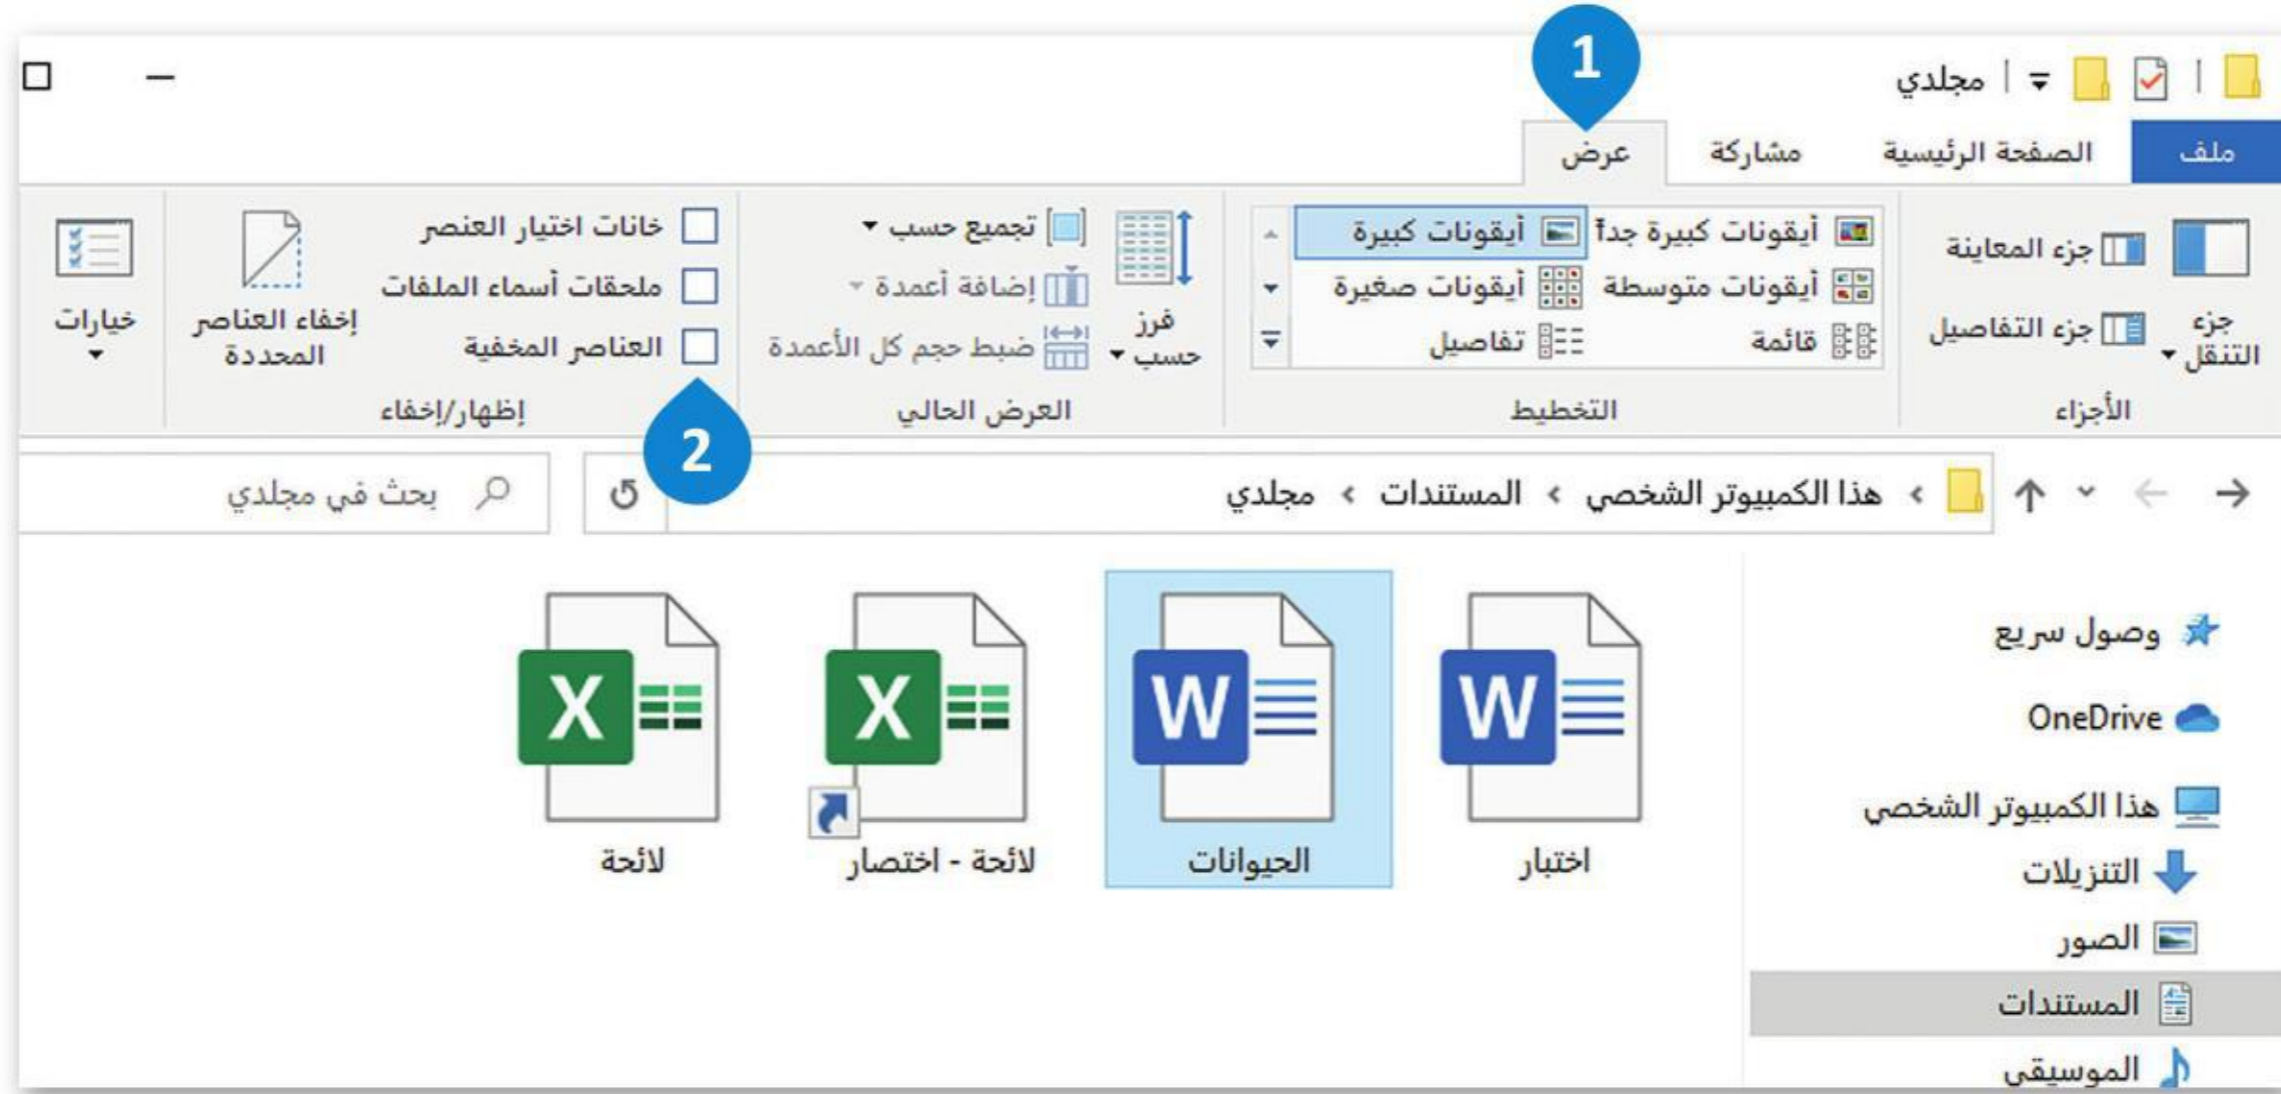 1
مجلدي
ملف
الصفحة الرئيسية
مشاركة
عرض
جزء التنقل
جزء المعاينة
جزء التفاصيل
الأجزاء
أيقونات كبيرة جداً
أيقونات كبيرة
أيقونات متوسطة
أيقونات صغيرة
قائمة
تفاصيل
التخطيط
فرز حسب
تجميع حسب
إضافة أعمدة
ضبط حجم كل الأعمدة
العرض الحالي
خانات اختيار العنصر
ملحقات أسماء الملفات
العناصر المخفية
إخفاء العناصر المحددة
إظهار/إخفاء
خيارات
2
هذا الكمبيوتر الشخصي › المستندات › مجلدي
بحث في مجلدي
وصول سريع
OneDrive
هذا الكمبيوتر الشخصي
التنزيلات
الصور
المستندات
الموسيقى
W
اختبار
W
الحيوانات
X
لائحة - اختصار
X
لائحة